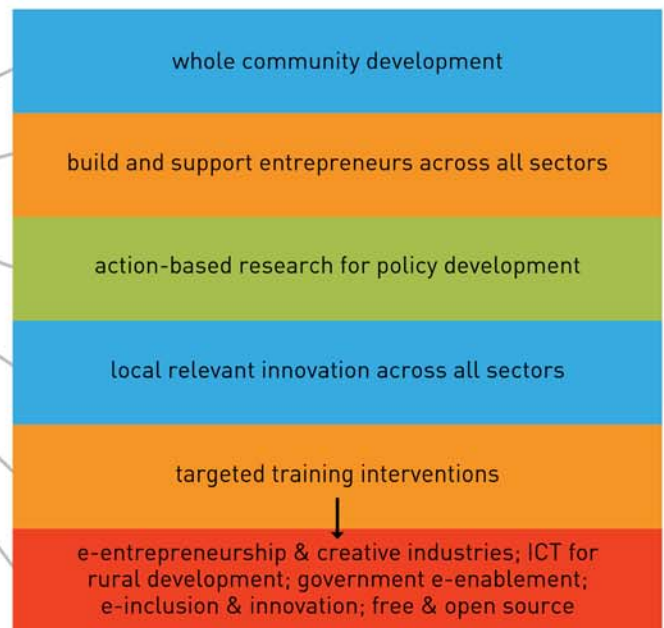 whole community development
build and support entrepreneurs across all sectors
action-based research for policy development
local relevant innovation across all sectors
targeted training interventions
e-entrepreneurship & creative industries; ICT for
rural development; government e-enablement;
e-inclusion & innovation; free & open source